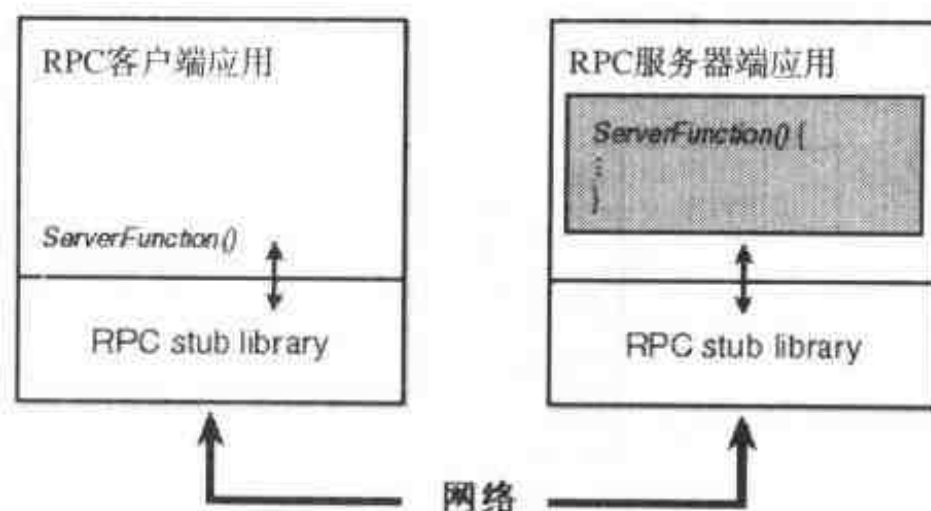 RPC客户端应用
ServerFunction()
RPC stub library
RPC服务器端应用
ServerFunction() {
...
}
RPC stub library
网络